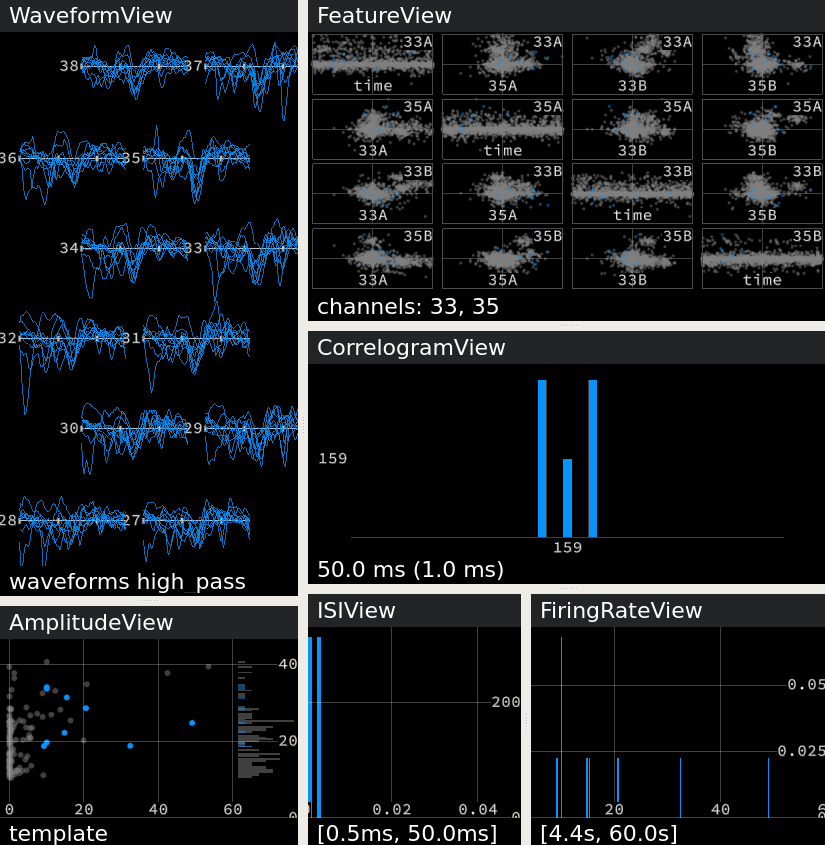 WaveformView
38 37
36 35
34 33
32 31
30 29
28 27
waveforms high_pass
FeatureView
33A 33A 33A 33A
time 35A 33B 35B
35A 35A 35A 35A
33A time 33B 35B
33B 33B 33B 33B
33A 35A time 35B
35B 35B 35B 35B
33A 35A 33B time
channels: 33, 35
CorrelogramView
159
159
50.0 ms (1.0 ms)
AmplitudeView
40
20
0 20 40 60
0
template
ISIView
200
0.02 0.04
0
[0.5ms, 50.0ms]
FiringRateView
0.05
0.025
20 40
[4.4s, 60.0s]